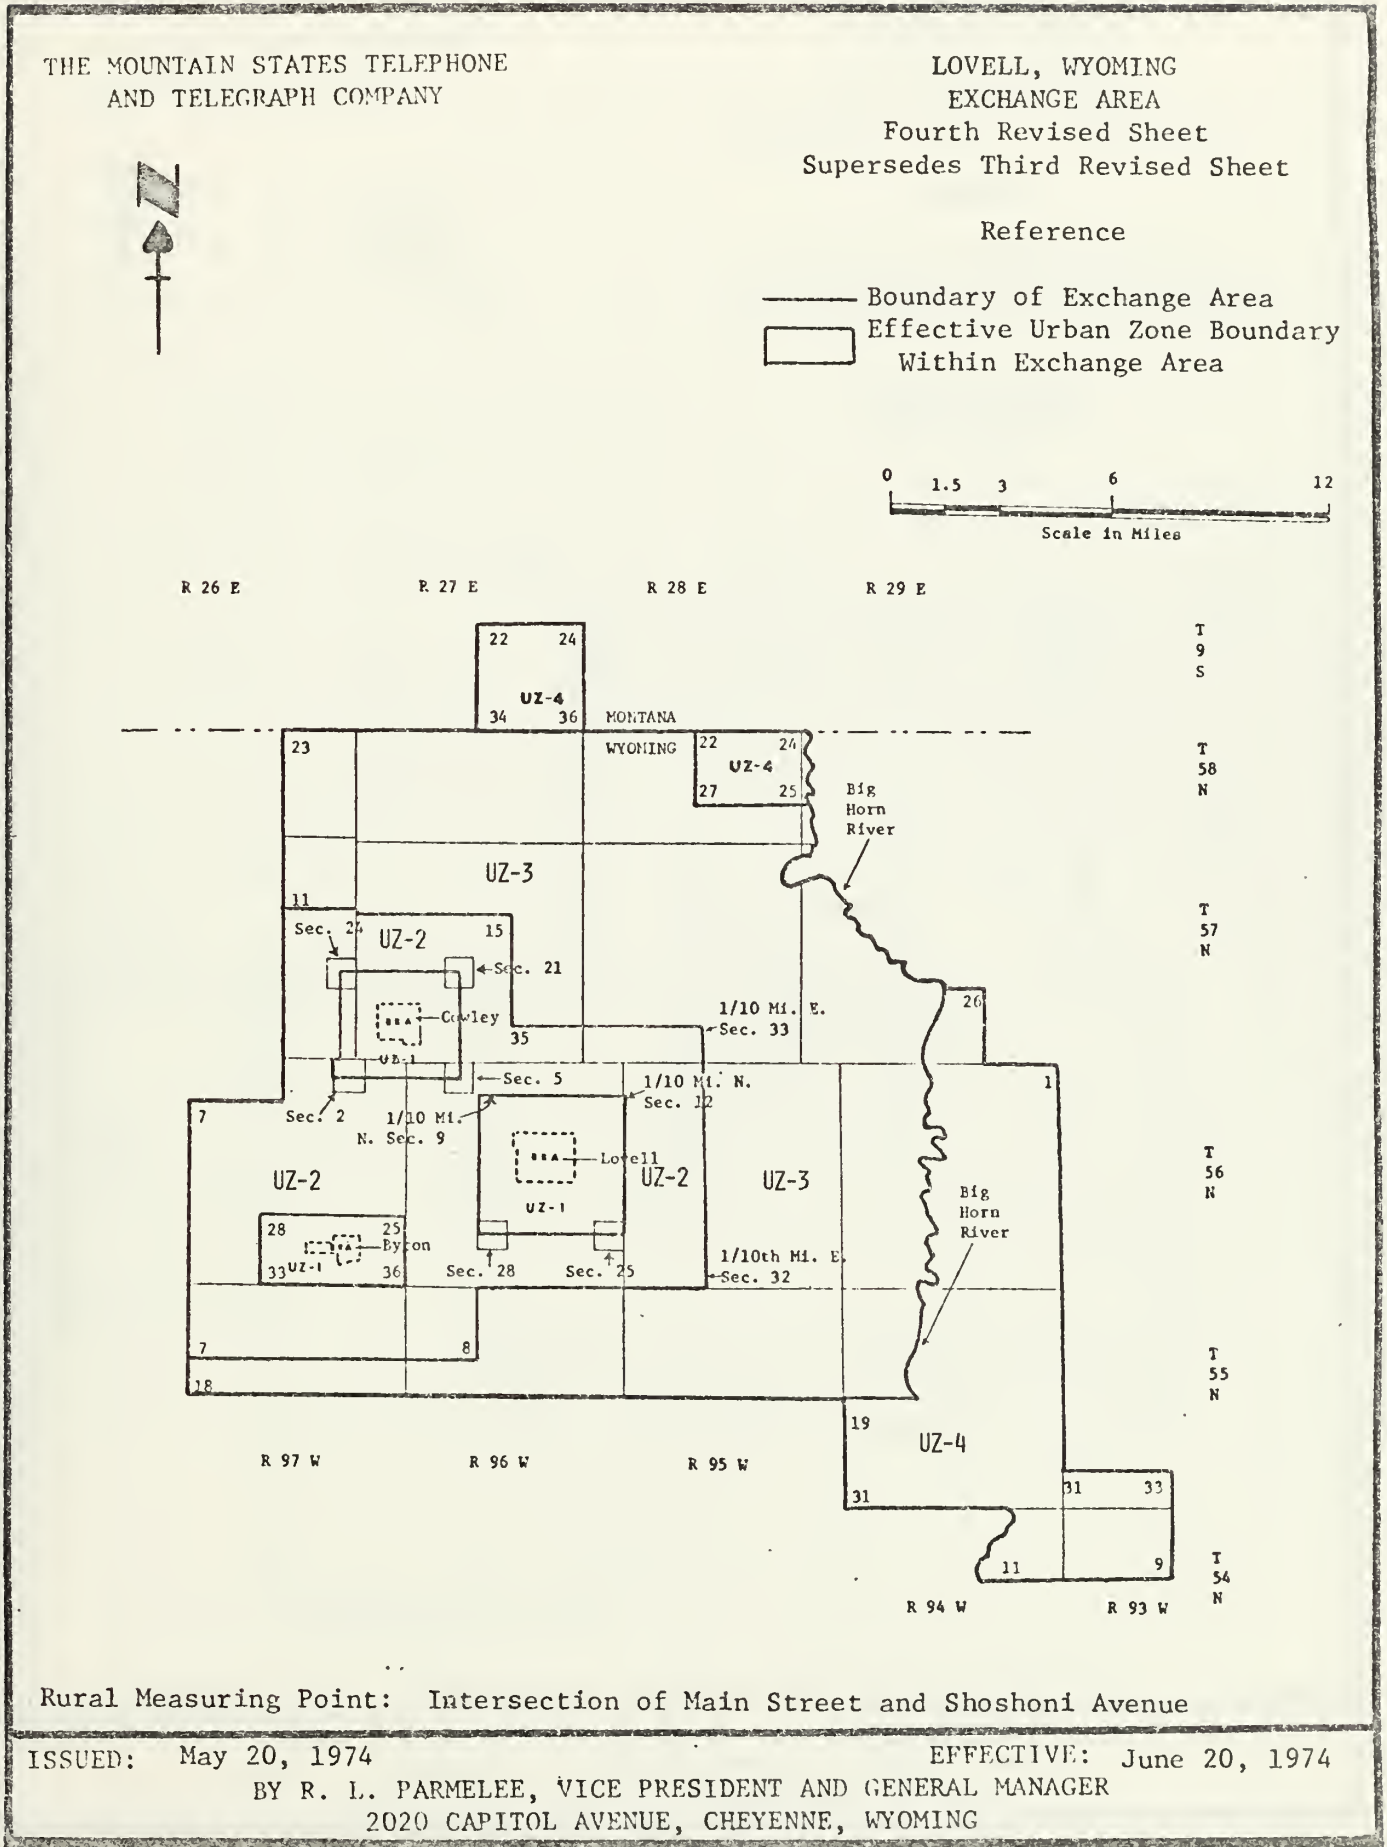 THE MOUNTAIN STATES TELEPHONE
AND TELEGRAPH COMPANY
N
LOVELL, WYOMING
EXCHANGE AREA
Fourth Revised Sheet
Supersedes Third Revised Sheet
Reference
Boundary of Exchange Area
Effective Urban Zone Boundary
Within Exchange Area
0 1.5 3 6 12
Scale in Miles
R 26 E R 27 E R 28 E R 29 E
T
9
S
22 24
UZ-4
34 36
MONTANA
WYOMING
23
22 24
UZ-4
27 25
T
58
N
Big
Horn
River
UZ-3
11
T
57
N
Sec. 24
UZ-2
15
Sec. 21
BRA
Cowley
UZ-1
35
26
1/10 Mi. E.
Sec. 33
Sec. 5
1/10 Mi. N.
Sec. 12
1
7
Sec. 2
1/10 Mi.
N. Sec. 9
BRA
Lovell
UZ-2
UZ-2
UZ-3
UZ-1
T
56
N
Big
Horn
River
28 25
Byron
33 UZ-1 36
Sec. 28
Sec. 25
1/10th Mi. E.
Sec. 32
7 8
18
T
55
N
19
UZ-4
R 97 W R 96 W R 95 W
31
31 33
11 9
T
54
N
R 94 W R 93 W
Rural Measuring Point: Intersection of Main Street and Shoshoni Avenue
ISSUED: May 20, 1974 EFFECTIVE: June 20, 1974
BY R. L. PARMELEE, VICE PRESIDENT AND GENERAL MANAGER
2020 CAPITOL AVENUE, CHEYENNE, WYOMING